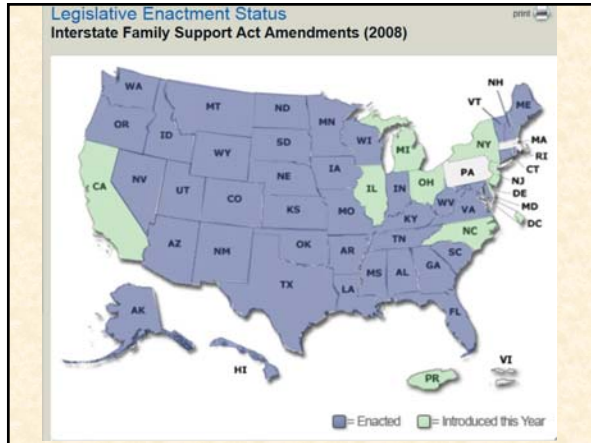 Legislative Enactment Status
print
Interstate Family Support Act Amendments (2008)
WA
MT
ND
MN
OR
ID
WY
SD
WI
MI
NH
VT
ME
NY
MA
RI
CT
NJ
PA
DE
MD
DC
CA
NV
UT
CO
NE
IA
IL
IN
OH
WV
VA
KS
MO
KY
NC
AZ
NM
OK
AR
TN
SC
TX
LA
MS
AL
GA
FL
AK
HI
PR
VI
= Enacted
= Introduced this Year